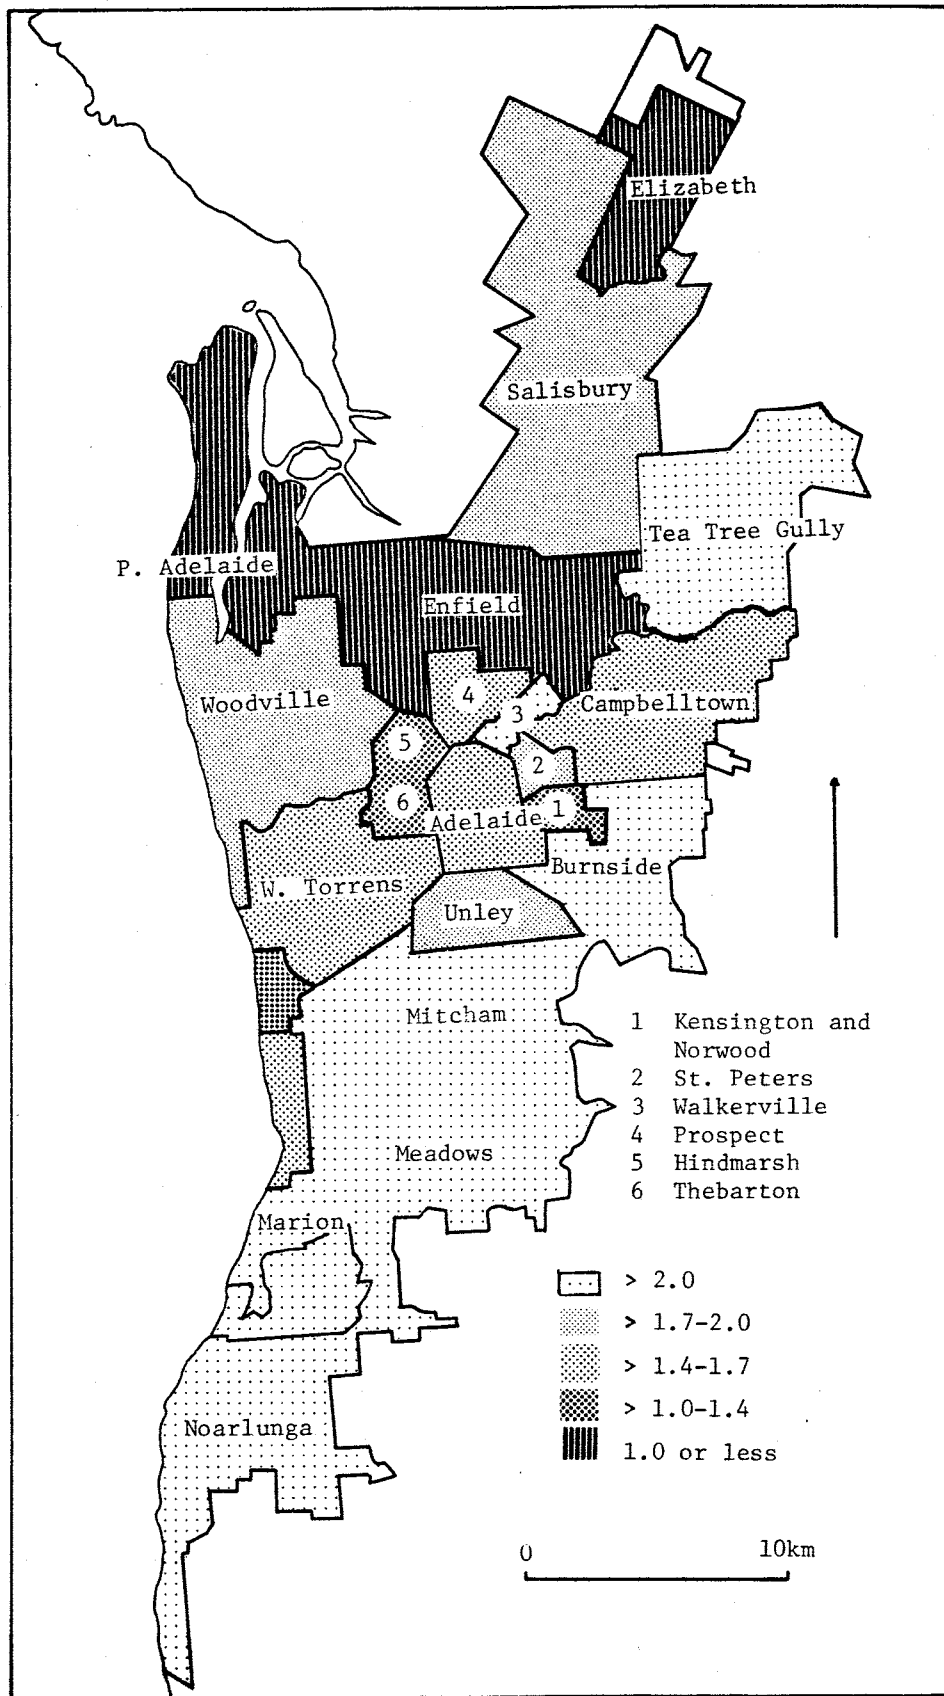 Elizabeth
Salisbury
Tea Tree Gully
P. Adelaide
Enfield
Woodville
4
3
Campbelltown
5
2
6
Adelaide
1
Burnside
W. Torrens
Unley
Mitcham
Meadows
Marion
Noarlunga
1 Kensington and
Norwood
2 St. Peters
3 Walkerville
4 Prospect
5 Hindmarsh
6 Thebarton
> 2.0
> 1.7-2.0
> 1.4-1.7
> 1.0-1.4
1.0 or less
0 10km